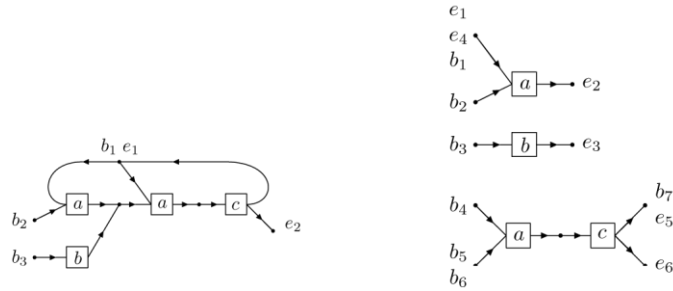 b₁ e₁
a
a
c
b₂
e₂
b₃
b
e₁
e₄
b₁
a
e₂
b₂
b₃
b
e₃
b₄
b₇
e₅
a
c
b₅
b₆
e₆